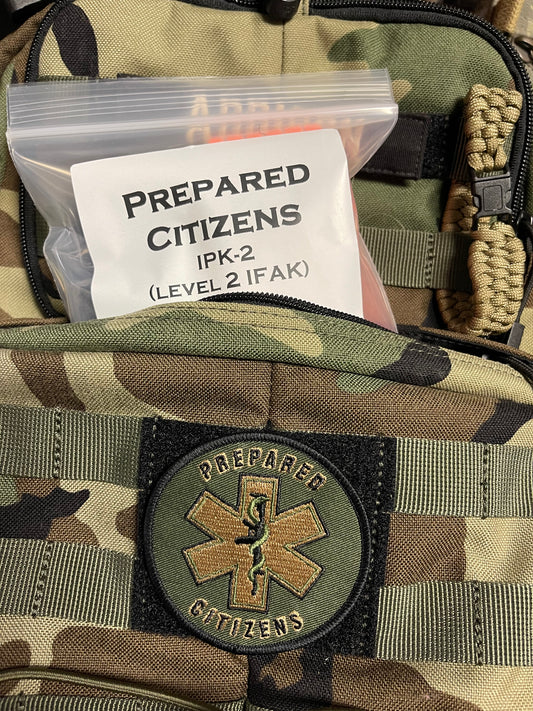 PREPARED
CITIZENS
IPK-2
(LEVEL 2 IFAK)
PREPARED
CITIZENS